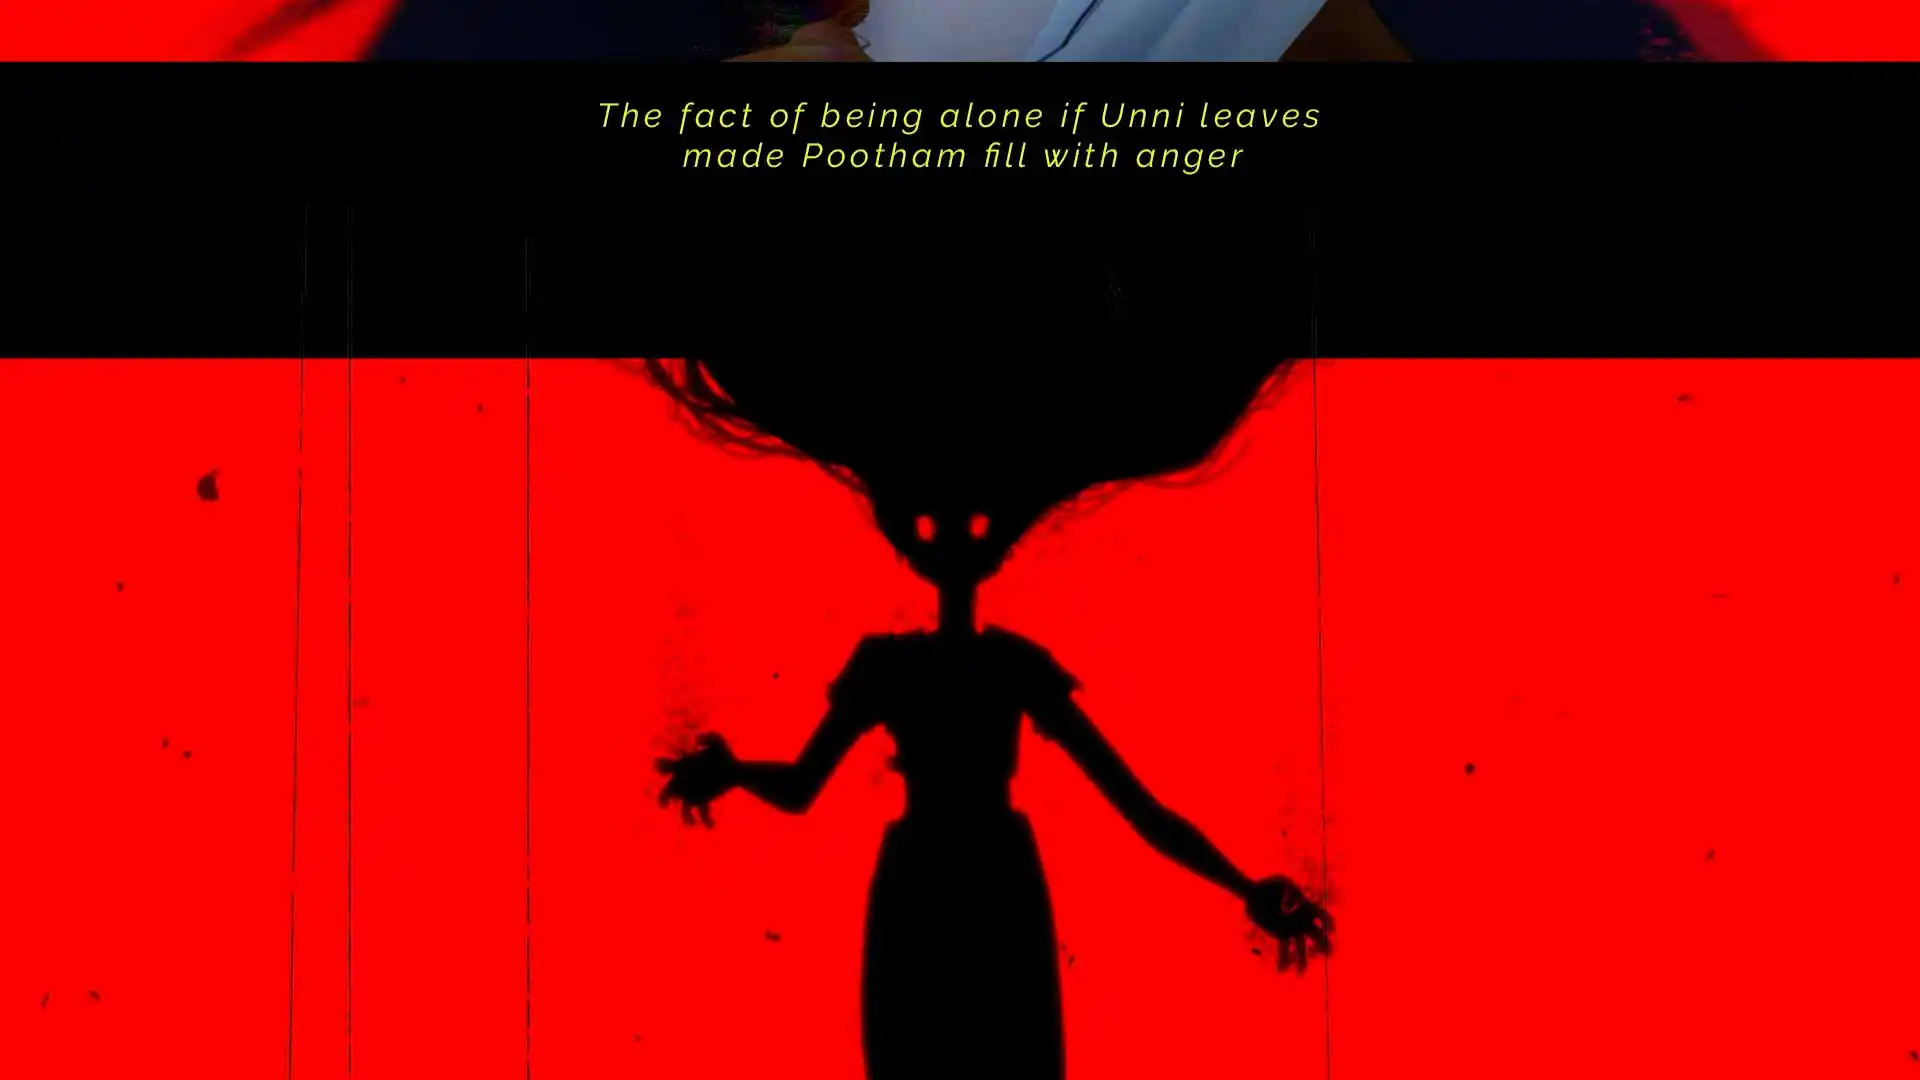 The fact of being alone if Unni leaves
made Pootham fill with anger